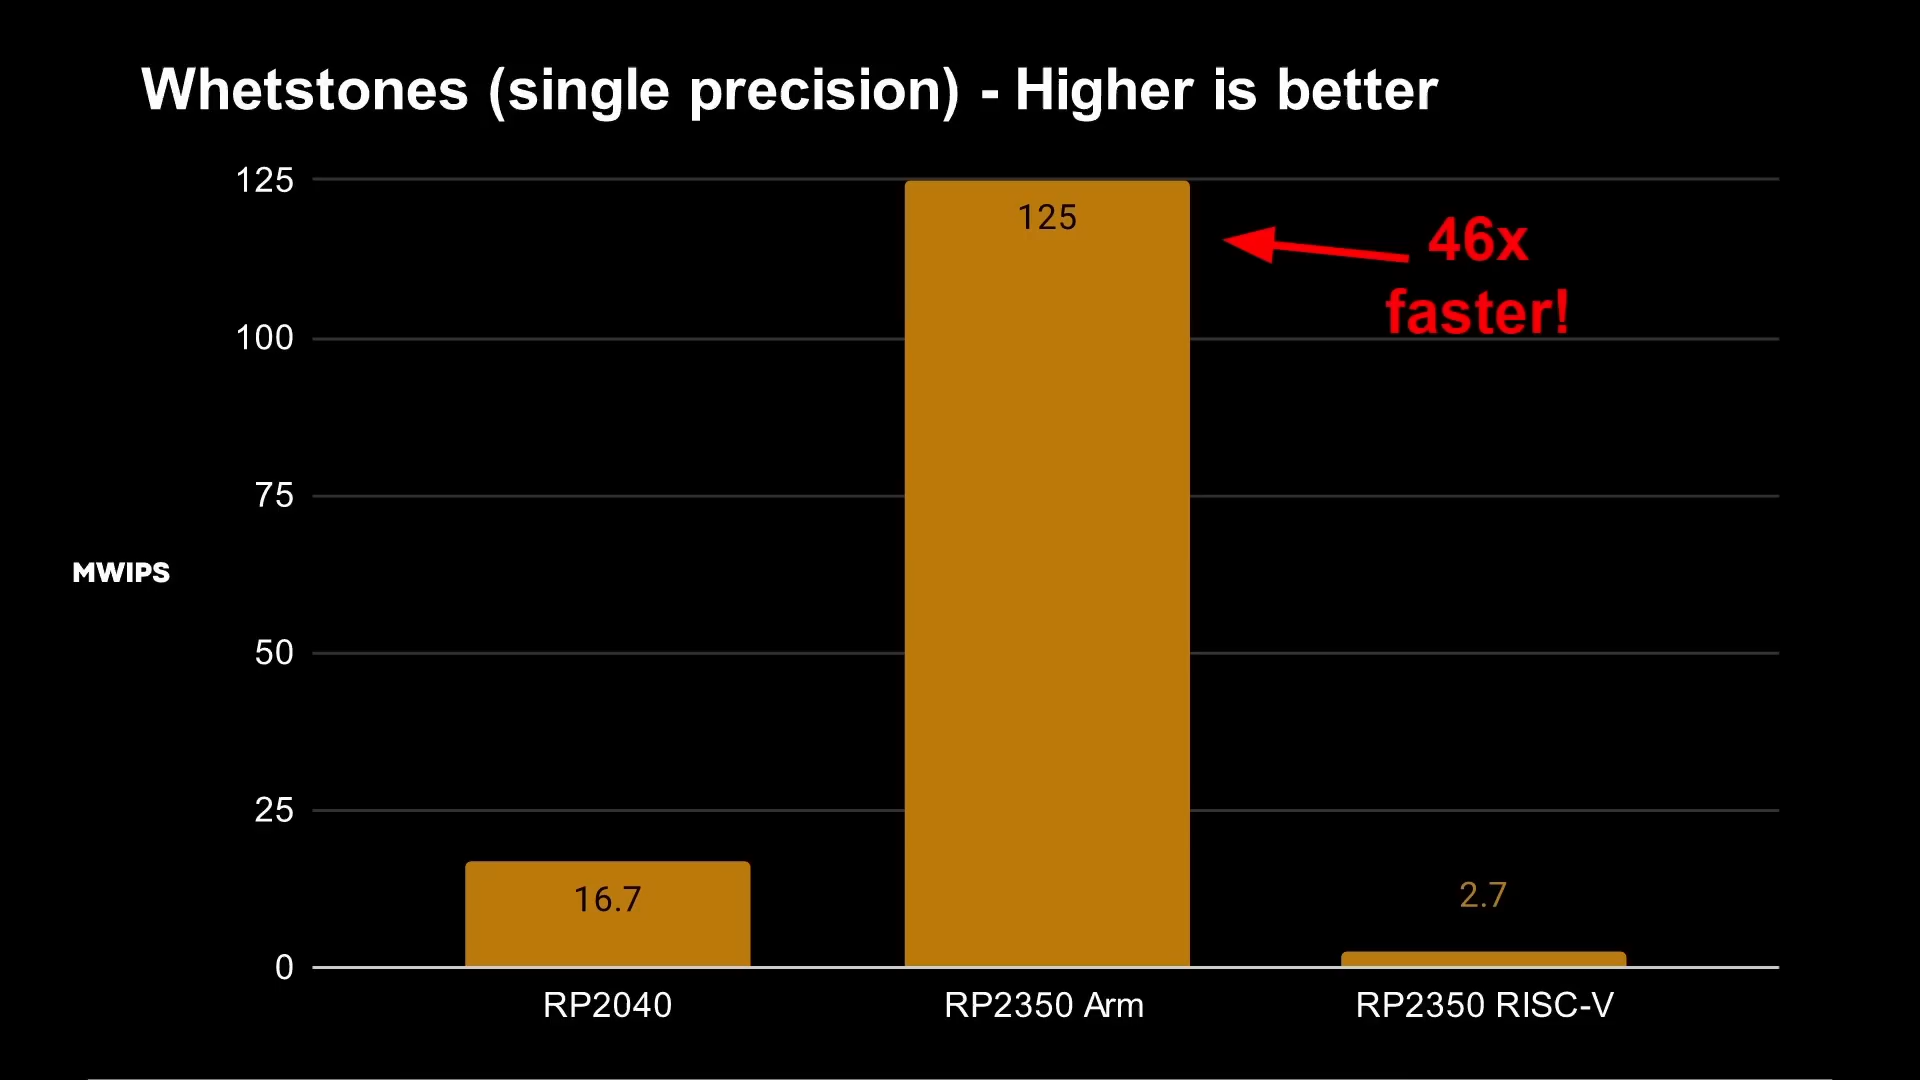 Whetstones (single precision) - Higher is better
125
125
46x
faster!
100
75
MWIPS
50
25
16.7
2.7
0
RP2040
RP2350 Arm
RP2350 RISC-V